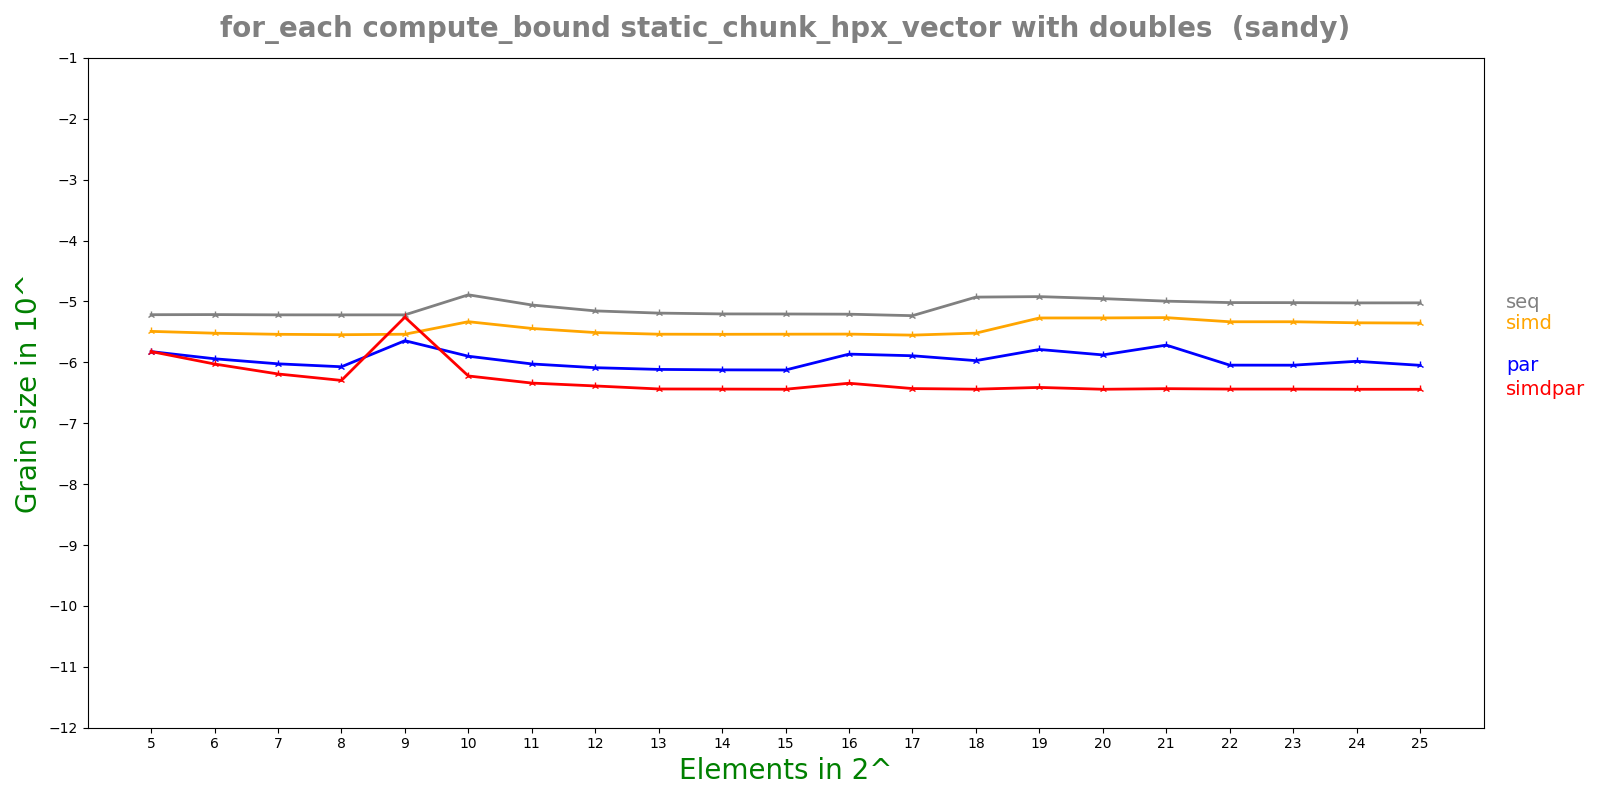 for_each compute_bound static_chunk_hpx_vector with doubles  (sandy)
−1
−2
−3
−4
−5
−6
−7
−8
−9
−10
−11
−12
Grain size in 10^
seq
simd
par
simdpar
5 6 7 8 9 10 11 12 13 14 15 16 17 18 19 20 21 22 23 24 25
Elements in 2^